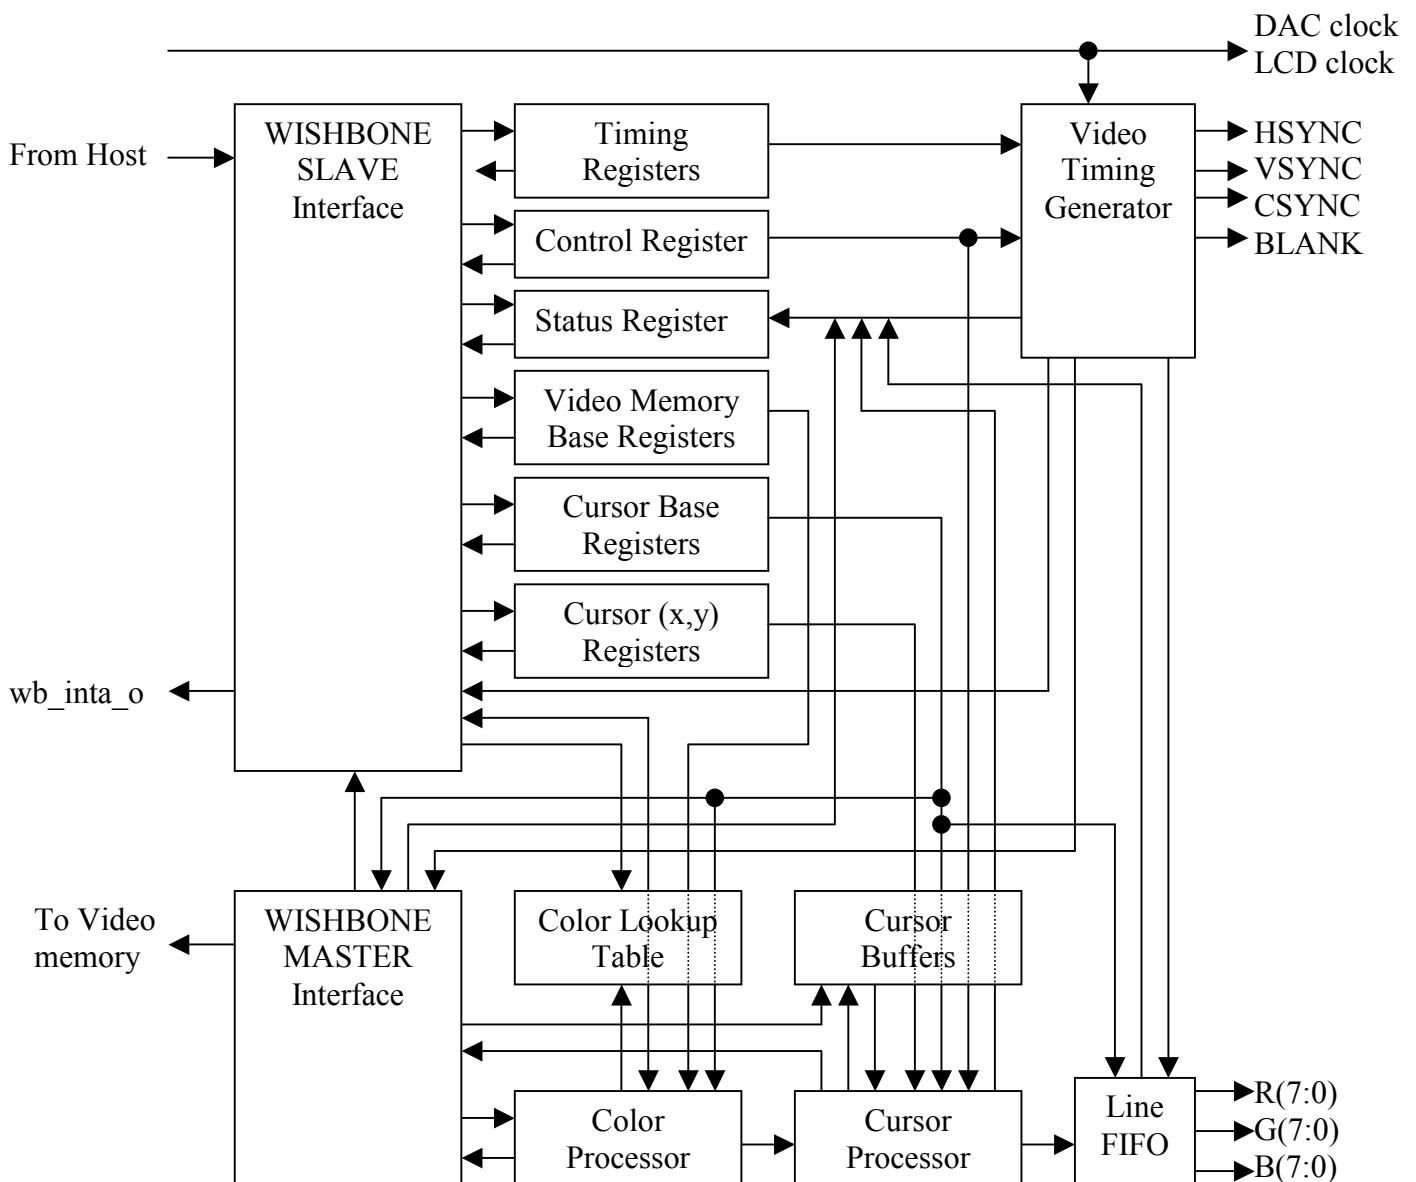 DAC clock
LCD clock
From Host
WISHBONE
SLAVE
Interface
Timing
Registers
Video
Timing
Generator
HSYNC
VSYNC
CSYNC
BLANK
Control Register
Status Register
Video Memory
Base Registers
Cursor Base
Registers
Cursor (x,y)
Registers
wb_inta_o
To Video
memory
WISHBONE
MASTER
Interface
Color Lookup
Table
Cursor
Buffers
Color
Processor
Cursor
Processor
Line
FIFO
R(7:0)
G(7:0)
B(7:0)